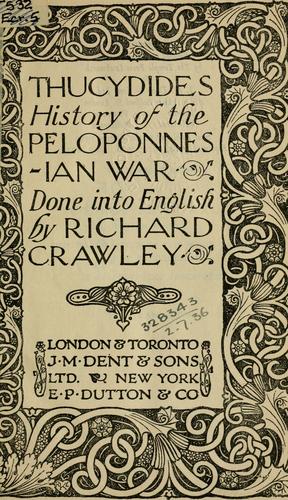 THUCYDIDES
History of the
PELOPONNES
-IAN WAR
Done into English
by RICHARD
CRAWLEY
328343
2-7-36
LONDON & TORONTO
J. M. DENT & SONS
LTD. NEW YORK
E. P. DUTTON & CO